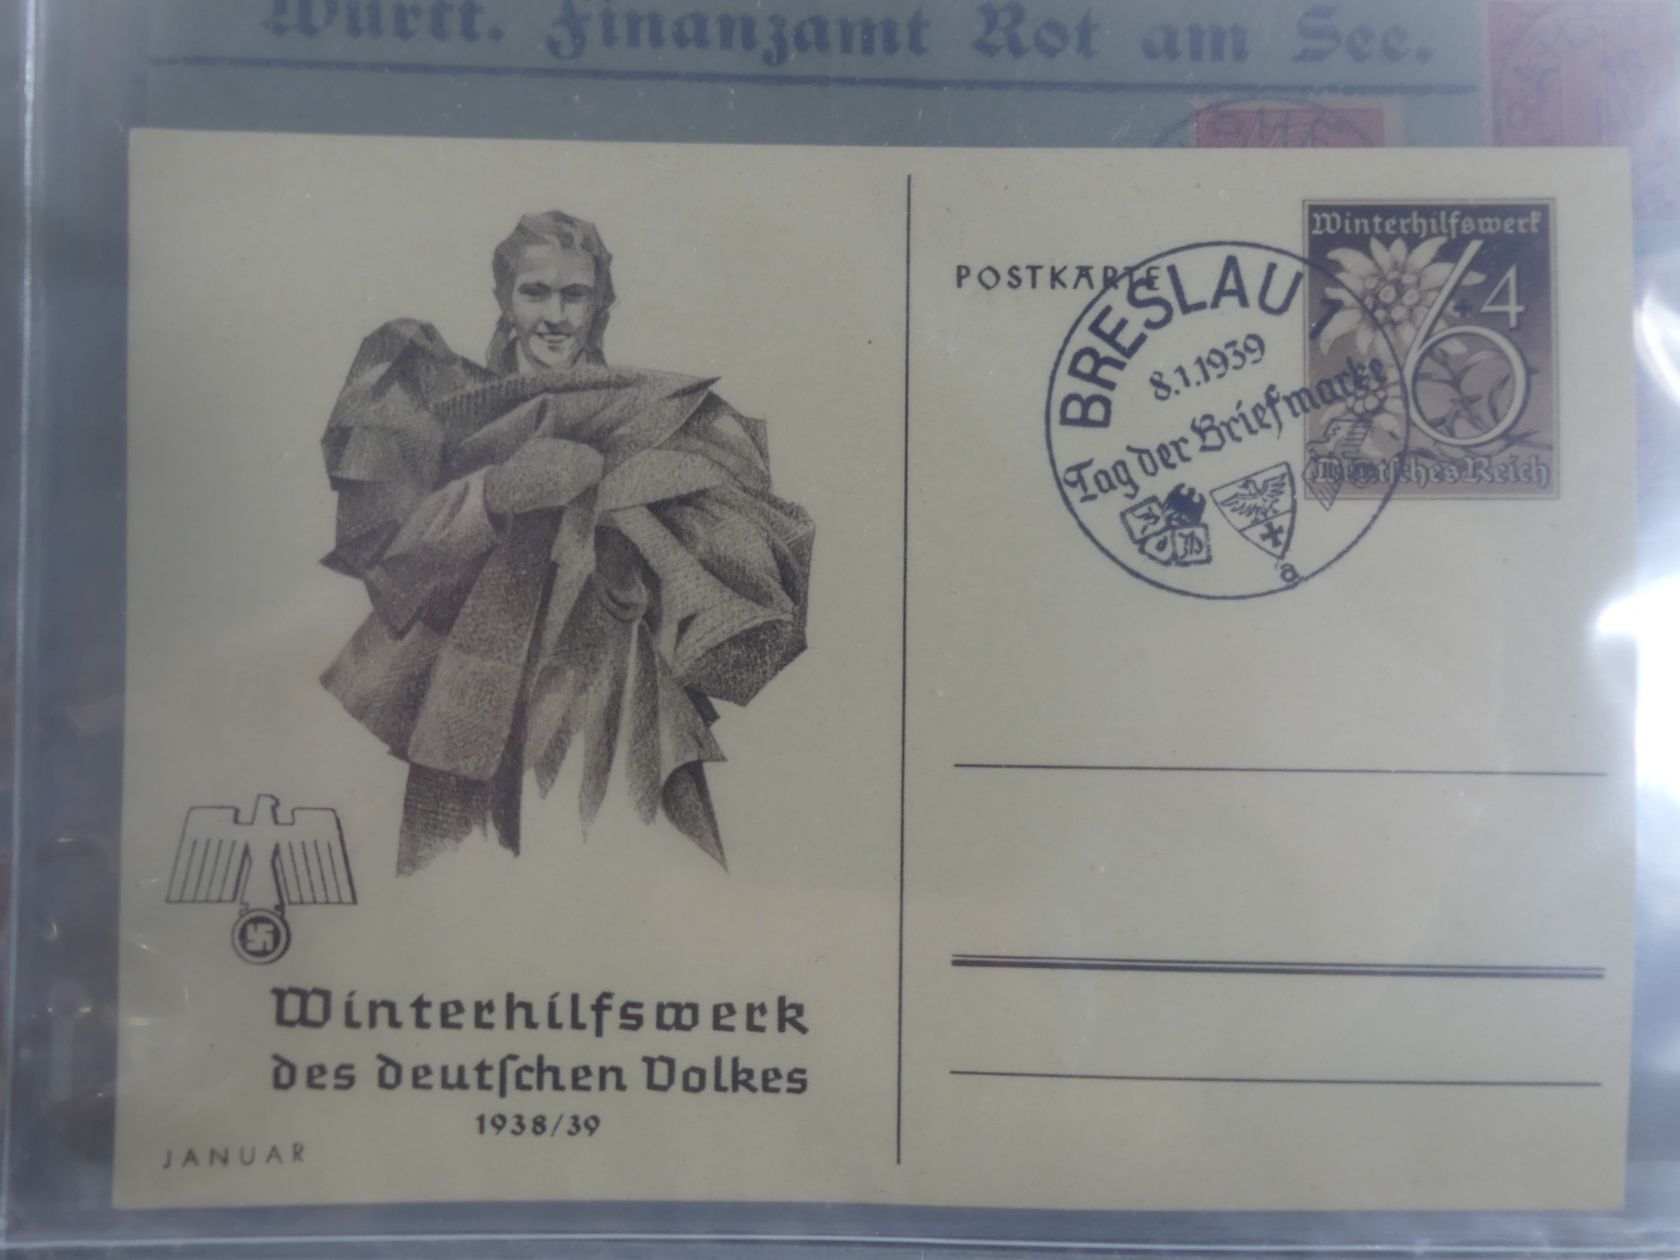 Württ. Finanzamt Rot am See.
POSTKARTE
Winterhilfswerk
6+4
Deutsches Reich
BRESLAU 1
8.1.1939
Tag der Briefmarke
a
Winterhilfswerk
des deutschen Volkes
1938/39
JANUAR